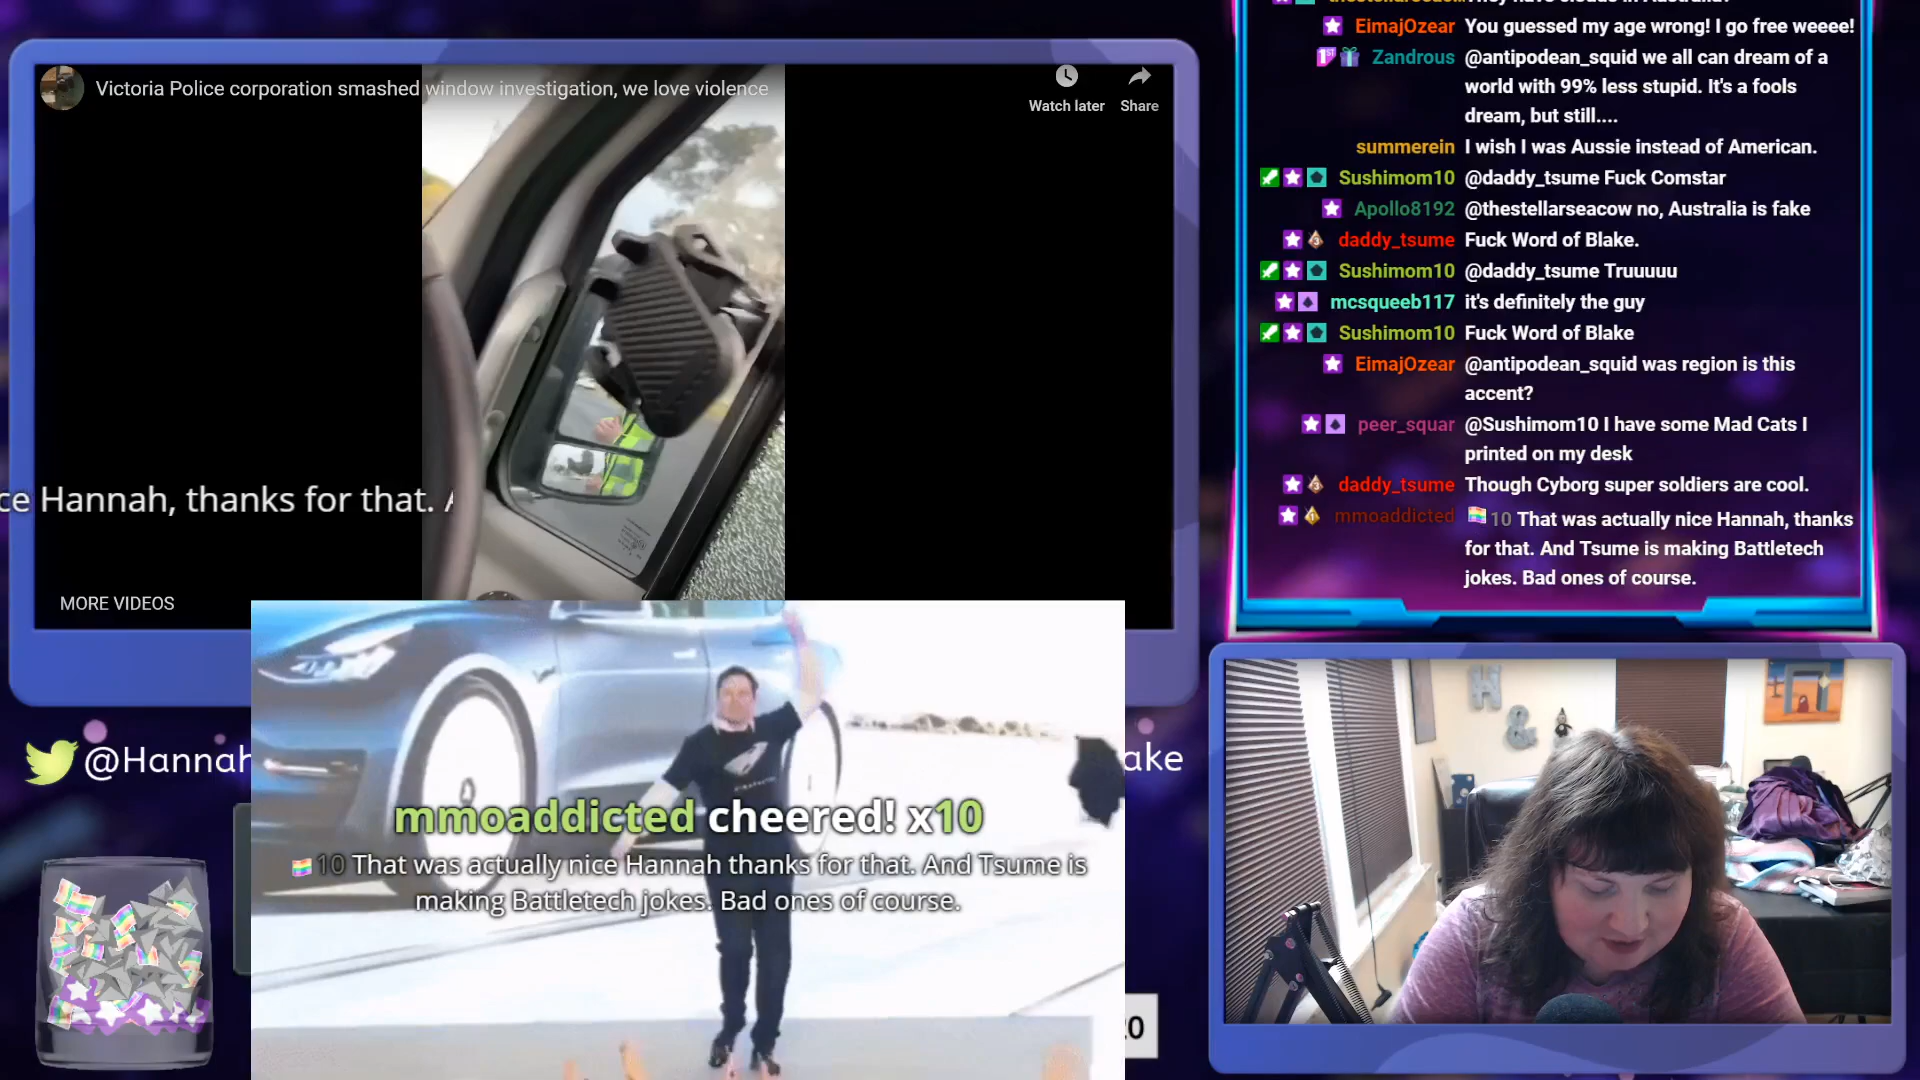 Victoria Police corporation smashed window investigation, we love violence
Watch later
Share
ce Hannah, thanks for that.
MORE VIDEOS
@Hannah
ake
mmoaddicted cheered! x10
10 That was actually nice Hannah thanks for that. And Tsume is
making Battletech jokes. Bad ones of course.
20
EimajOzear You guessed my age wrong! I go free weeee!
Zandrous @antipodean_squid we all can dream of a
world with 99% less stupid. It's a fools
dream, but still....
summerein I wish I was Aussie instead of American.
Sushimom10 @daddy_tsume Fuck Comstar
Apollo8192 @thestellarseacow no, Australia is fake
daddy_tsume Fuck Word of Blake.
Sushimom10 @daddy_tsume Truuuuu
mcsqueeb117 it's definitely the guy
Sushimom10 Fuck Word of Blake
EimajOzear @antipodean_squid was region is this
accent?
peer_squar @Sushimom10 I have some Mad Cats I
printed on my desk
daddy_tsume Though Cyborg super soldiers are cool.
mmoaddicted 10 That was actually nice Hannah, thanks
for that. And Tsume is making Battletech
jokes. Bad ones of course.
H
&